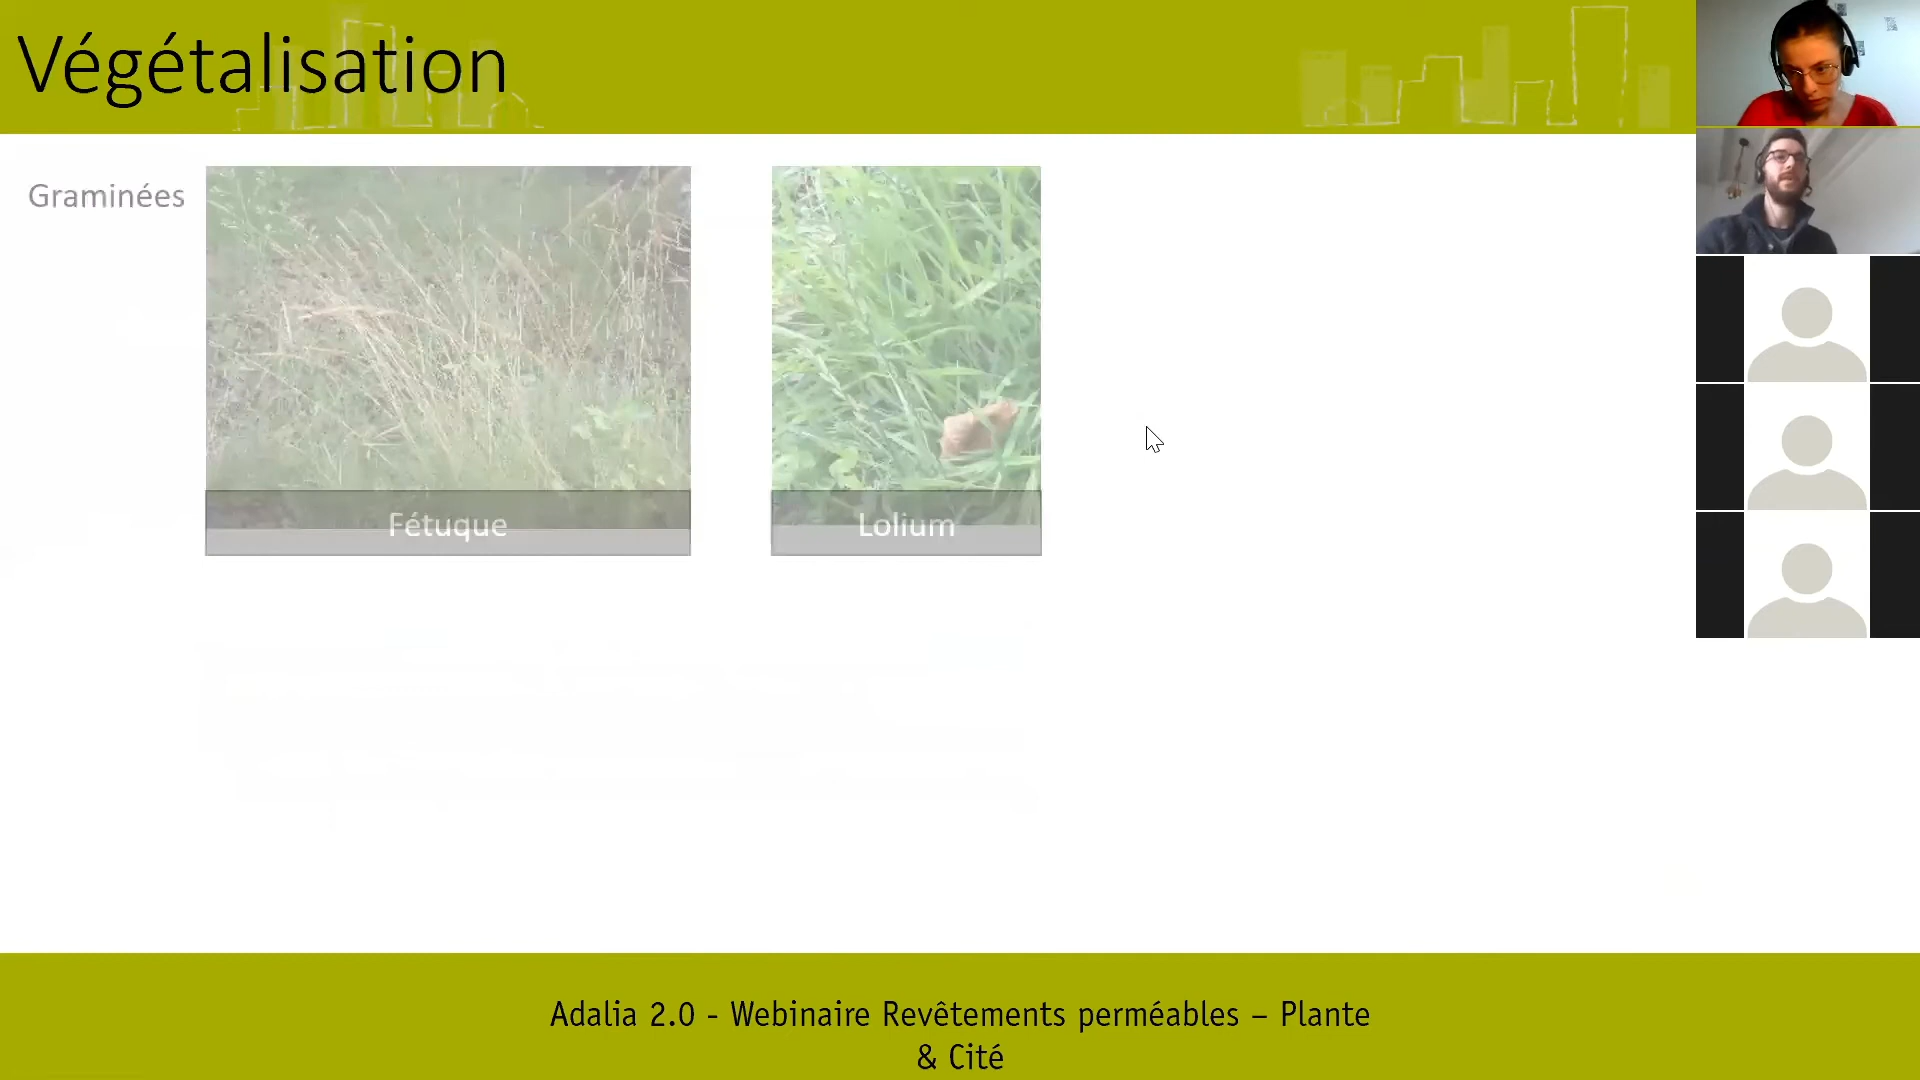 Végétalisation
Graminées
Fétuque
Lolium
Adalia 2.0 - Webinaire Revêtements perméables – Plante
& Cité